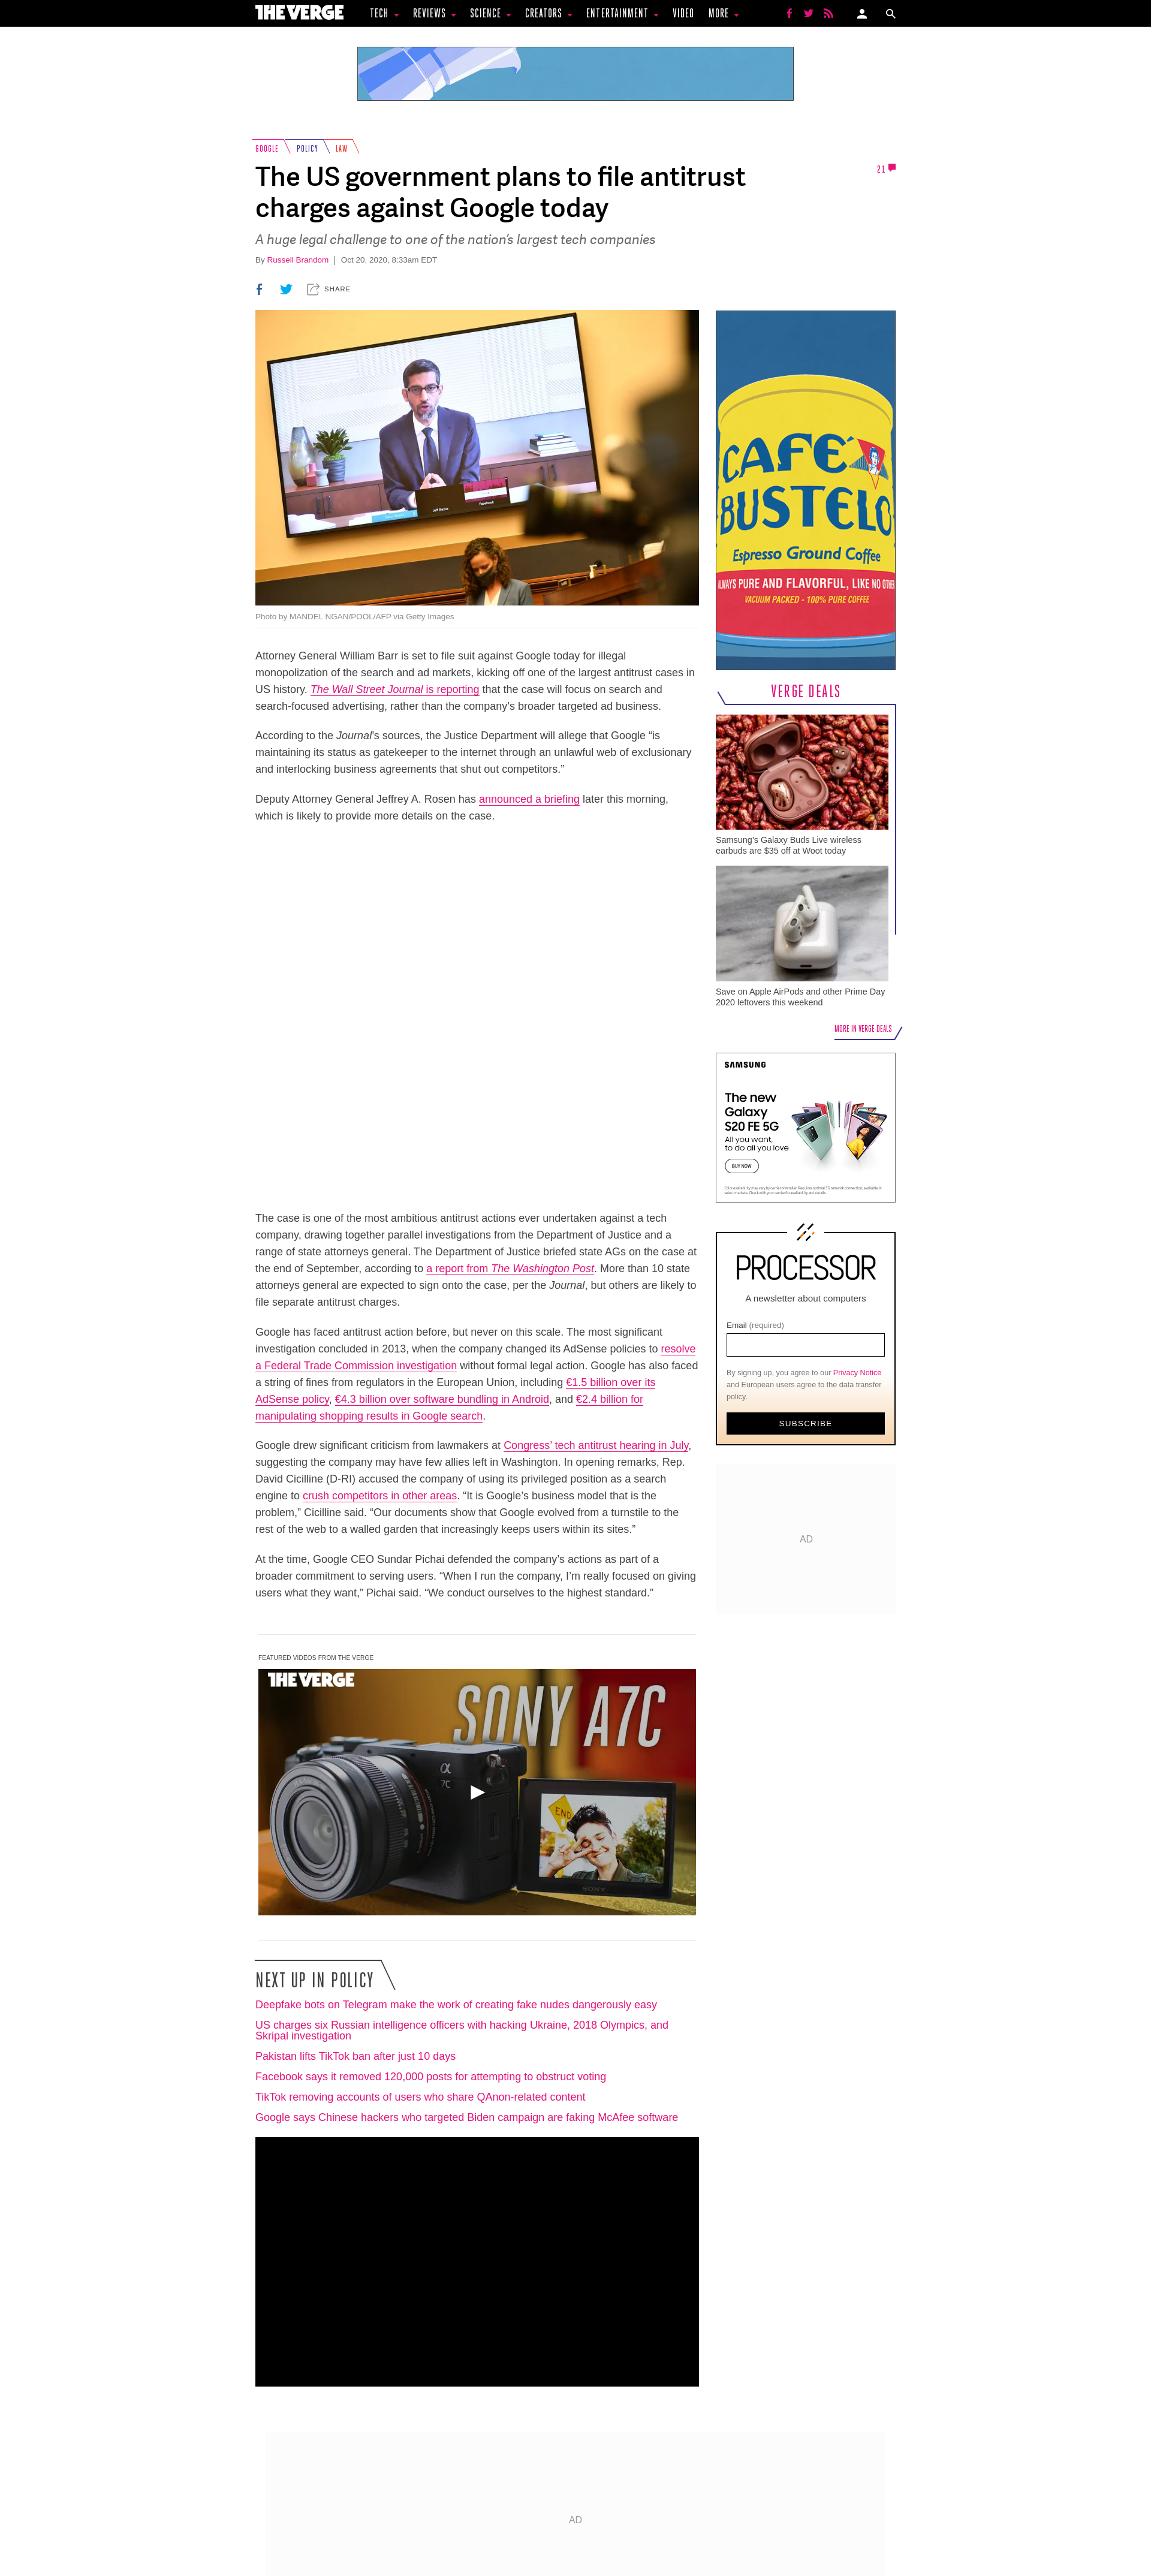 THE VERGE
TECH
REVIEWS
SCIENCE
CREATORS
ENTERTAINMENT
VIDEO
MORE
GOOGLE
POLICY
LAW
The US government plans to file antitrust
charges against Google today
21
A huge legal challenge to one of the nation’s largest tech companies
By Russell Brandom | Oct 20, 2020, 8:33am EDT
SHARE
Photo by MANDEL NGAN/POOL/AFP via Getty Images
Attorney General William Barr is set to file suit against Google today for illegal
monopolization of the search and ad markets, kicking off one of the largest antitrust cases in
US history. The Wall Street Journal is reporting that the case will focus on search and
search-focused advertising, rather than the company’s broader targeted ad business.
According to the Journal’s sources, the Justice Department will allege that Google “is
maintaining its status as gatekeeper to the internet through an unlawful web of exclusionary
and interlocking business agreements that shut out competitors.”
Deputy Attorney General Jeffrey A. Rosen has announced a briefing later this morning,
which is likely to provide more details on the case.
The case is one of the most ambitious antitrust actions ever undertaken against a tech
company, drawing together parallel investigations from the Department of Justice and a
range of state attorneys general. The Department of Justice briefed state AGs on the case at
the end of September, according to a report from The Washington Post. More than 10 state
attorneys general are expected to sign onto the case, per the Journal, but others are likely to
file separate antitrust charges.
Google has faced antitrust action before, but never on this scale. The most significant
investigation concluded in 2013, when the company changed its AdSense policies to resolve
a Federal Trade Commission investigation without formal legal action. Google has also faced
a string of fines from regulators in the European Union, including €1.5 billion over its
AdSense policy, €4.3 billion over software bundling in Android, and €2.4 billion for
manipulating shopping results in Google search.
Google drew significant criticism from lawmakers at Congress’ tech antitrust hearing in July,
suggesting the company may have few allies left in Washington. In opening remarks, Rep.
David Cicilline (D-RI) accused the company of using its privileged position as a search
engine to crush competitors in other areas. “It is Google’s business model that is the
problem,” Cicilline said. “Our documents show that Google evolved from a turnstile to the
rest of the web to a walled garden that increasingly keeps users within its sites.”
At the time, Google CEO Sundar Pichai defended the company’s actions as part of a
broader commitment to serving users. “When I run the company, I’m really focused on giving
users what they want,” Pichai said. “We conduct ourselves to the highest standard.”
FEATURED VIDEOS FROM THE VERGE
THE VERGE
SONY A7C
7C
END
SONY
NEXT UP IN POLICY
Deepfake bots on Telegram make the work of creating fake nudes dangerously easy
US charges six Russian intelligence officers with hacking Ukraine, 2018 Olympics, and
Skripal investigation
Pakistan lifts TikTok ban after just 10 days
Facebook says it removed 120,000 posts for attempting to obstruct voting
TikTok removing accounts of users who share QAnon-related content
Google says Chinese hackers who targeted Biden campaign are faking McAfee software
CAFÉ
BUSTELO
Espresso Ground Coffee
ALWAYS PURE AND FLAVORFUL, LIKE NO OTHER
VACUUM PACKED - 100% PURE COFFEE
VERGE DEALS
Samsung’s Galaxy Buds Live wireless
earbuds are $35 off at Woot today
Save on Apple AirPods and other Prime Day
2020 leftovers this weekend
MORE IN VERGE DEALS
SAMSUNG
The new
Galaxy
S20 FE 5G
All you want,
to do all you love
BUY NOW
PROCESSOR
A newsletter about computers
Email (required)
By signing up, you agree to our Privacy Notice
and European users agree to the data transfer
policy.
SUBSCRIBE
AD
AD